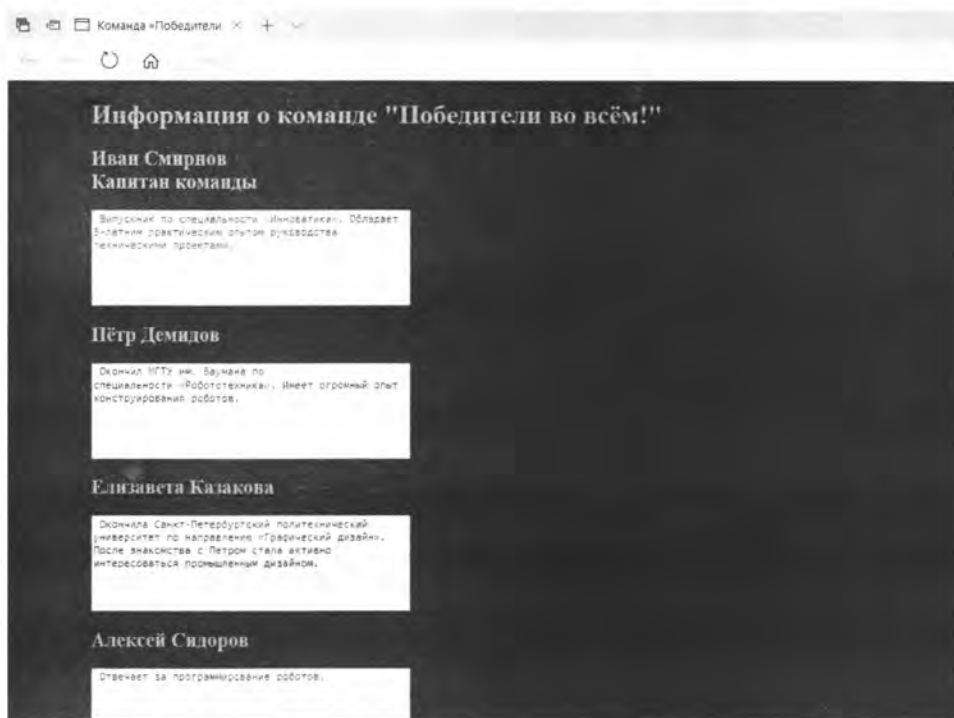 Команда «Победители
Информация о команде "Победители во всём!"
Иван Смирнов
Капитан команды
Выпускник по специальности «Инноватика». Обладает
5-летним практическим опытом руководства
техническими проектами.
Пётр Демидов
Окончил МГТУ им. Баумана по
специальности «Робототехника». Имеет огромный опыт
конструирования роботов.
Елизавета Казакова
Окончила Санкт-Петербургский политехнический
университет по направлению «Графический дизайн».
После знакомства с Петром стала активно
интересоваться промышленным дизайном.
Алексей Сидоров
Отвечает за программирование роботов.